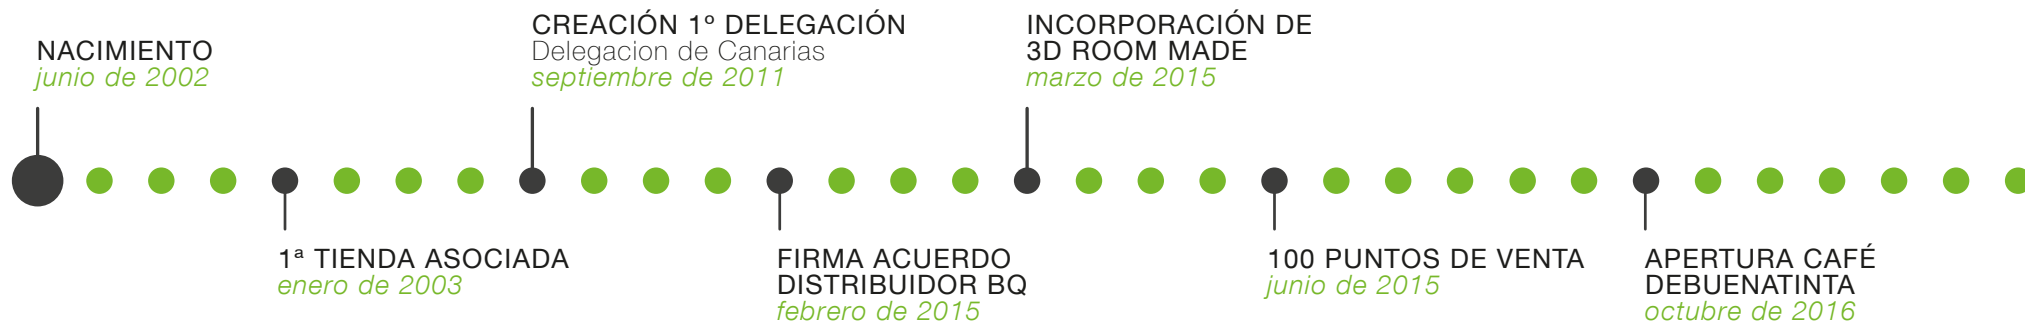 NACIMIENTO
junio de 2002
1ª TIENDA ASOCIADA
enero de 2003
CREACIÓN 1º DELEGACIÓN
Delegacion de Canarias
septiembre de 2011
FIRMA ACUERDO
DISTRIBUIDOR BQ
febrero de 2015
INCORPORACIÓN DE
3D ROOM MADE
marzo de 2015
100 PUNTOS DE VENTA
junio de 2015
APERTURA CAFÉ
DEBUENATINTA
octubre de 2016